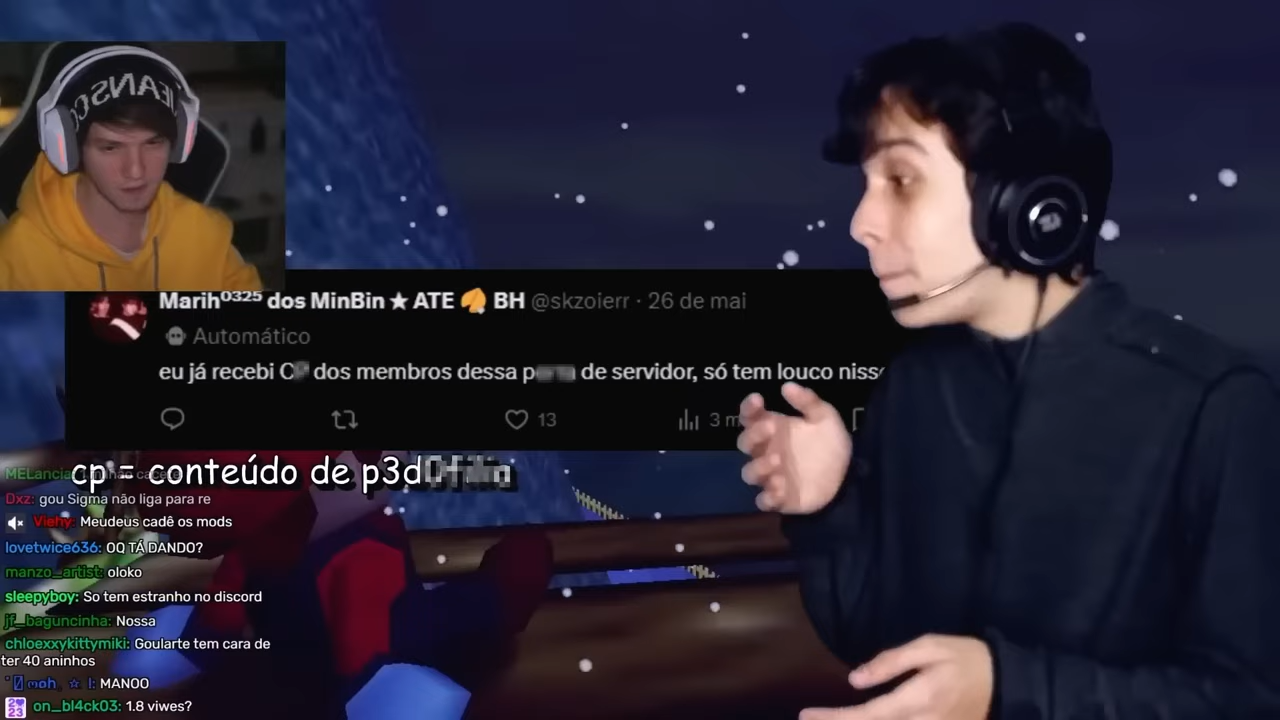 Marih⁰³²⁵ dos MinBin ★ ATE BH @skzoierr · 26 de mai
Automático
eu já recebi C dos membros dessa p de servidor, só tem louco niss
13
3 m
cp = conteúdo de p3d
MELancia:
Dxz: gou Sigma não liga para re
Viehy: Meudeus cadê os mods
lovetwice636: OQ TÁ DANDO?
manzo_artist: oloko
sleepyboy: So tem estranho no discord
jf_baguncinha: Nossa
chloexxykittymiki: Goularte tem cara de
ter 40 aninhos
MANOO
on_bl4ck03: 1.8 viwes?